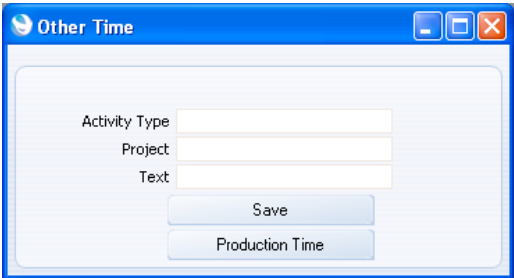 Other Time
Activity Type
Project
Text
Save
Production Time